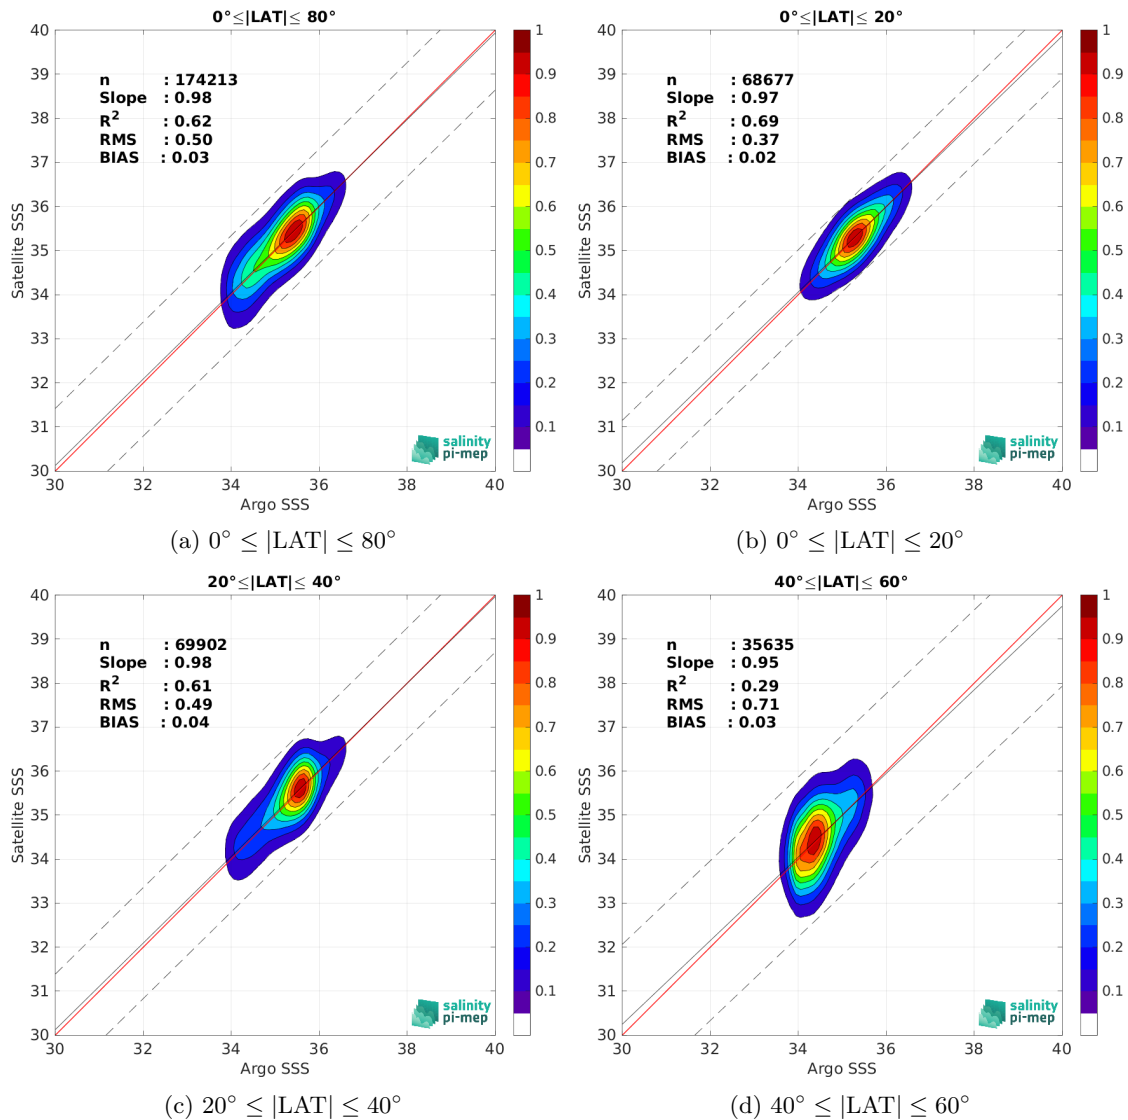 0°≤|LAT|≤ 80°
40
39
38
37
36
35
34
33
32
31
30
Satellite SSS
n : 174213
Slope : 0.98
R² : 0.62
RMS : 0.50
BIAS : 0.03
salinity
pi-mep
30 32 34 36 38 40
Argo SSS
1
0.9
0.8
0.7
0.6
0.5
0.4
0.3
0.2
0.1
(a) 0° ≤ |LAT| ≤ 80°
0°≤|LAT|≤ 20°
40
39
38
37
36
35
34
33
32
31
30
Satellite SSS
n : 68677
Slope : 0.97
R² : 0.69
RMS : 0.37
BIAS : 0.02
salinity
pi-mep
30 32 34 36 38 40
Argo SSS
1
0.9
0.8
0.7
0.6
0.5
0.4
0.3
0.2
0.1
(b) 0° ≤ |LAT| ≤ 20°
20°≤|LAT|≤ 40°
40
39
38
37
36
35
34
33
32
31
30
Satellite SSS
n : 69902
Slope : 0.98
R² : 0.61
RMS : 0.49
BIAS : 0.04
salinity
pi-mep
30 32 34 36 38 40
Argo SSS
1
0.9
0.8
0.7
0.6
0.5
0.4
0.3
0.2
0.1
(c) 20° ≤ |LAT| ≤ 40°
40°≤|LAT|≤ 60°
40
39
38
37
36
35
34
33
32
31
30
Satellite SSS
n : 35635
Slope : 0.95
R² : 0.29
RMS : 0.71
BIAS : 0.03
salinity
pi-mep
30 32 34 36 38 40
Argo SSS
1
0.9
0.8
0.7
0.6
0.5
0.4
0.3
0.2
0.1
(d) 40° ≤ |LAT| ≤ 60°